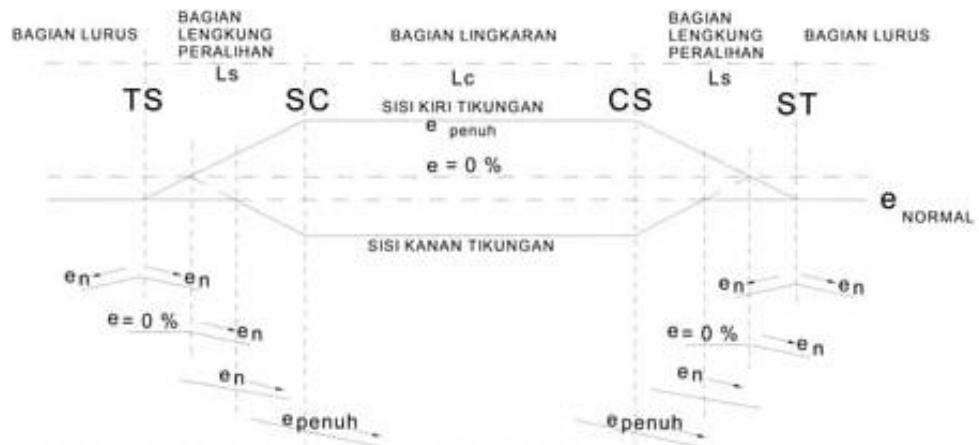 BAGIAN LURUS
BAGIAN
LENGKUNG
PERALIHAN
Ls
BAGIAN LINGKARAN
Lc
BAGIAN
LENGKUNG
PERALIHAN
Ls
BAGIAN LURUS
TS
SC
CS
ST
SISI KIRI TIKUNGAN
e penuh
e = 0 %
e NORMAL
SISI KANAN TIKUNGAN
en
en
en
en
e = 0 %
en
e = 0 %
en
en
en
e penuh
e penuh